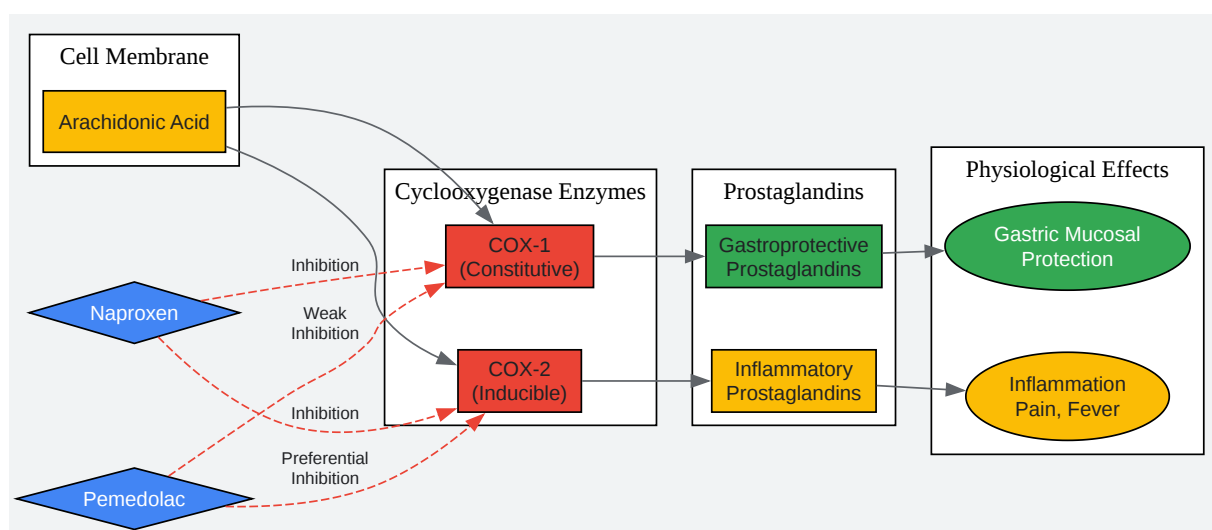 Cell Membrane
Arachidonic Acid
Cyclooxygenase Enzymes
COX-1
(Constitutive)
COX-2
(Inducible)
Prostaglandins
Gastroprotective
Prostaglandins
Inflammatory
Prostaglandins
Physiological Effects
Gastric Mucosal
Protection
Inflammation
Pain, Fever
Naproxen
Inhibition
Weak
Inhibition
Inhibition
Preferential
Inhibition
Pemedolac